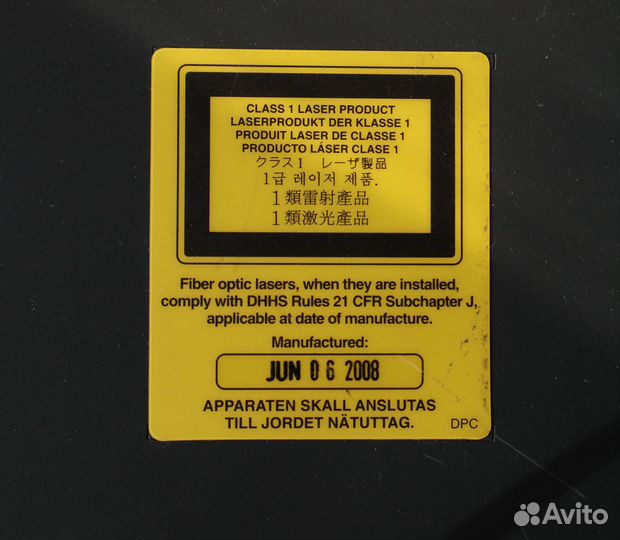 CLASS 1 LASER PRODUCT
LASERPRODUKT DER KLASSE 1
PRODUIT LASER DE CLASSE 1
PRODUCTO LÁSER CLASE 1
クラス1 レーザ製品
1급 레이저 제품.
1類雷射產品
1類激光產品
Fiber optic lasers, when they are installed,
comply with DHHS Rules 21 CFR Subchapter J,
applicable at date of manufacture.
Manufactured:
JUN 06 2008
APPARATEN SKALL ANSLUTAS
TILL JORDET NÄTUTTAG.
DPC
Avito